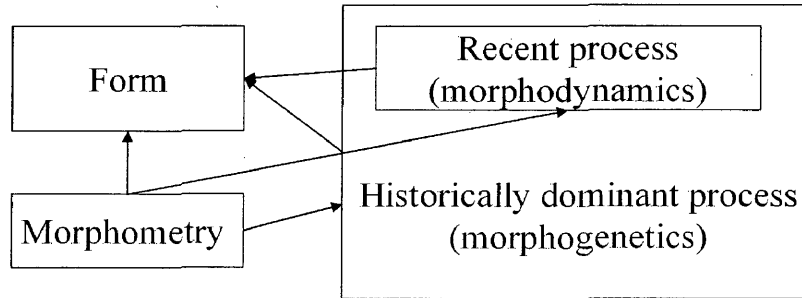 Form
Recent process
(morphodynamics)
Morphometry
Historically dominant process
(morphogenetics)